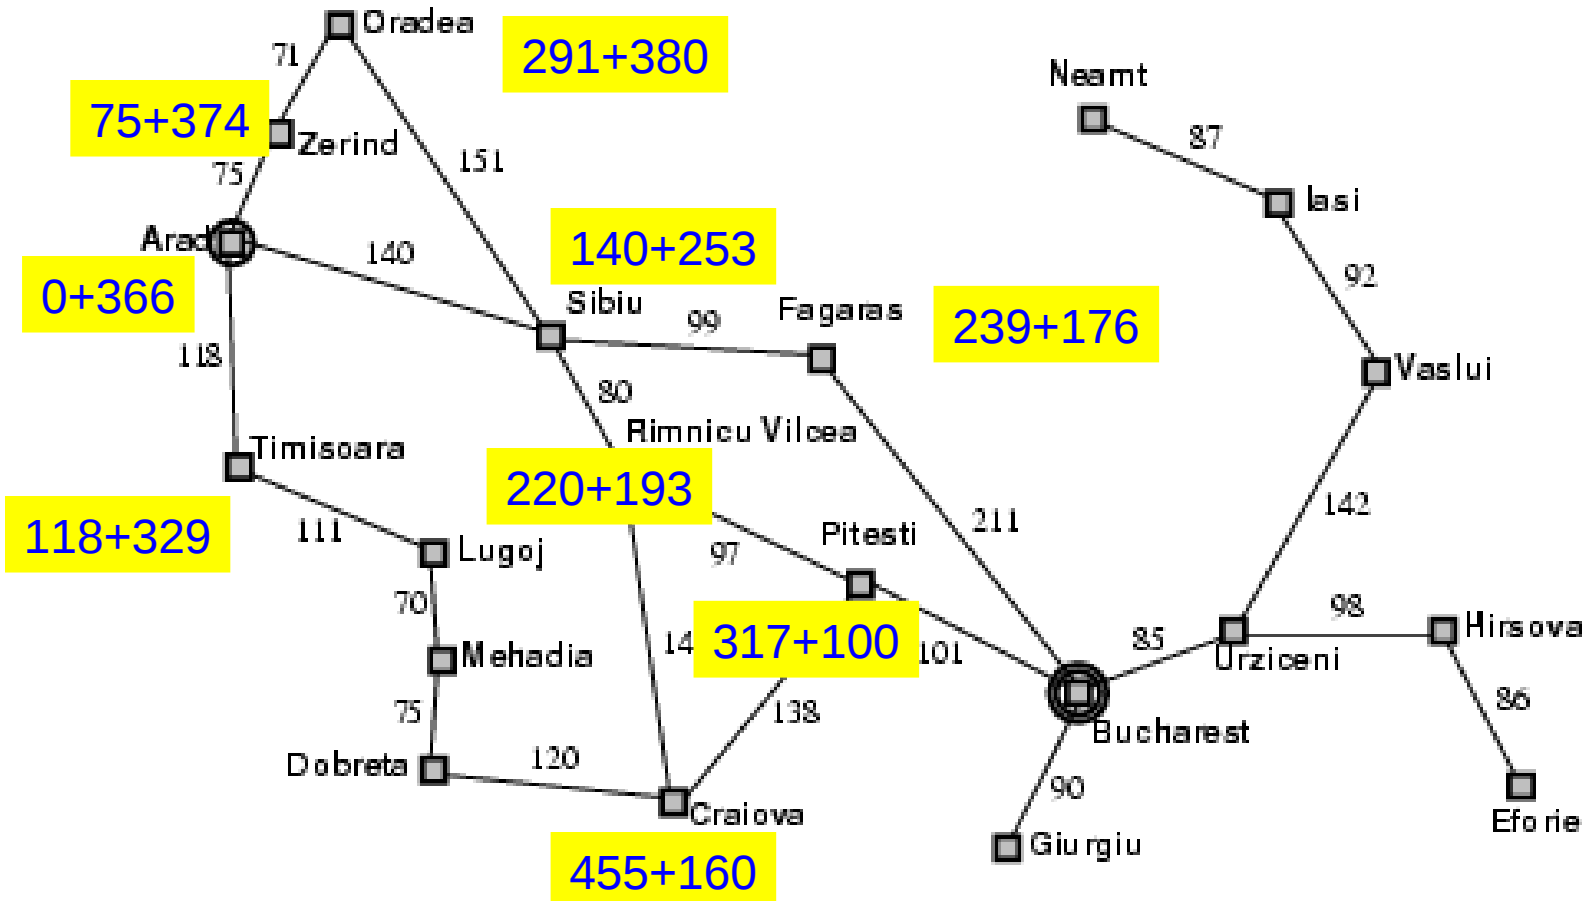 Oradea
71
291+380
Neamt
75+374
Zerind
87
151
75
Iasi
Arad
140
140+253
92
0+366
Sibiu
99
Fagaras
239+176
118
80
Vaslui
Rimnicu Vilcea
Timisoara
220+193
142
118+329
111
97
Pitesti
211
Lugoj
70
14
317+100
101
85
98
Hirsova
Mehadia
Urziceni
75
138
86
Bucharest
Dobreta
120
90
Craiova
Giurgiu
Eforie
455+160